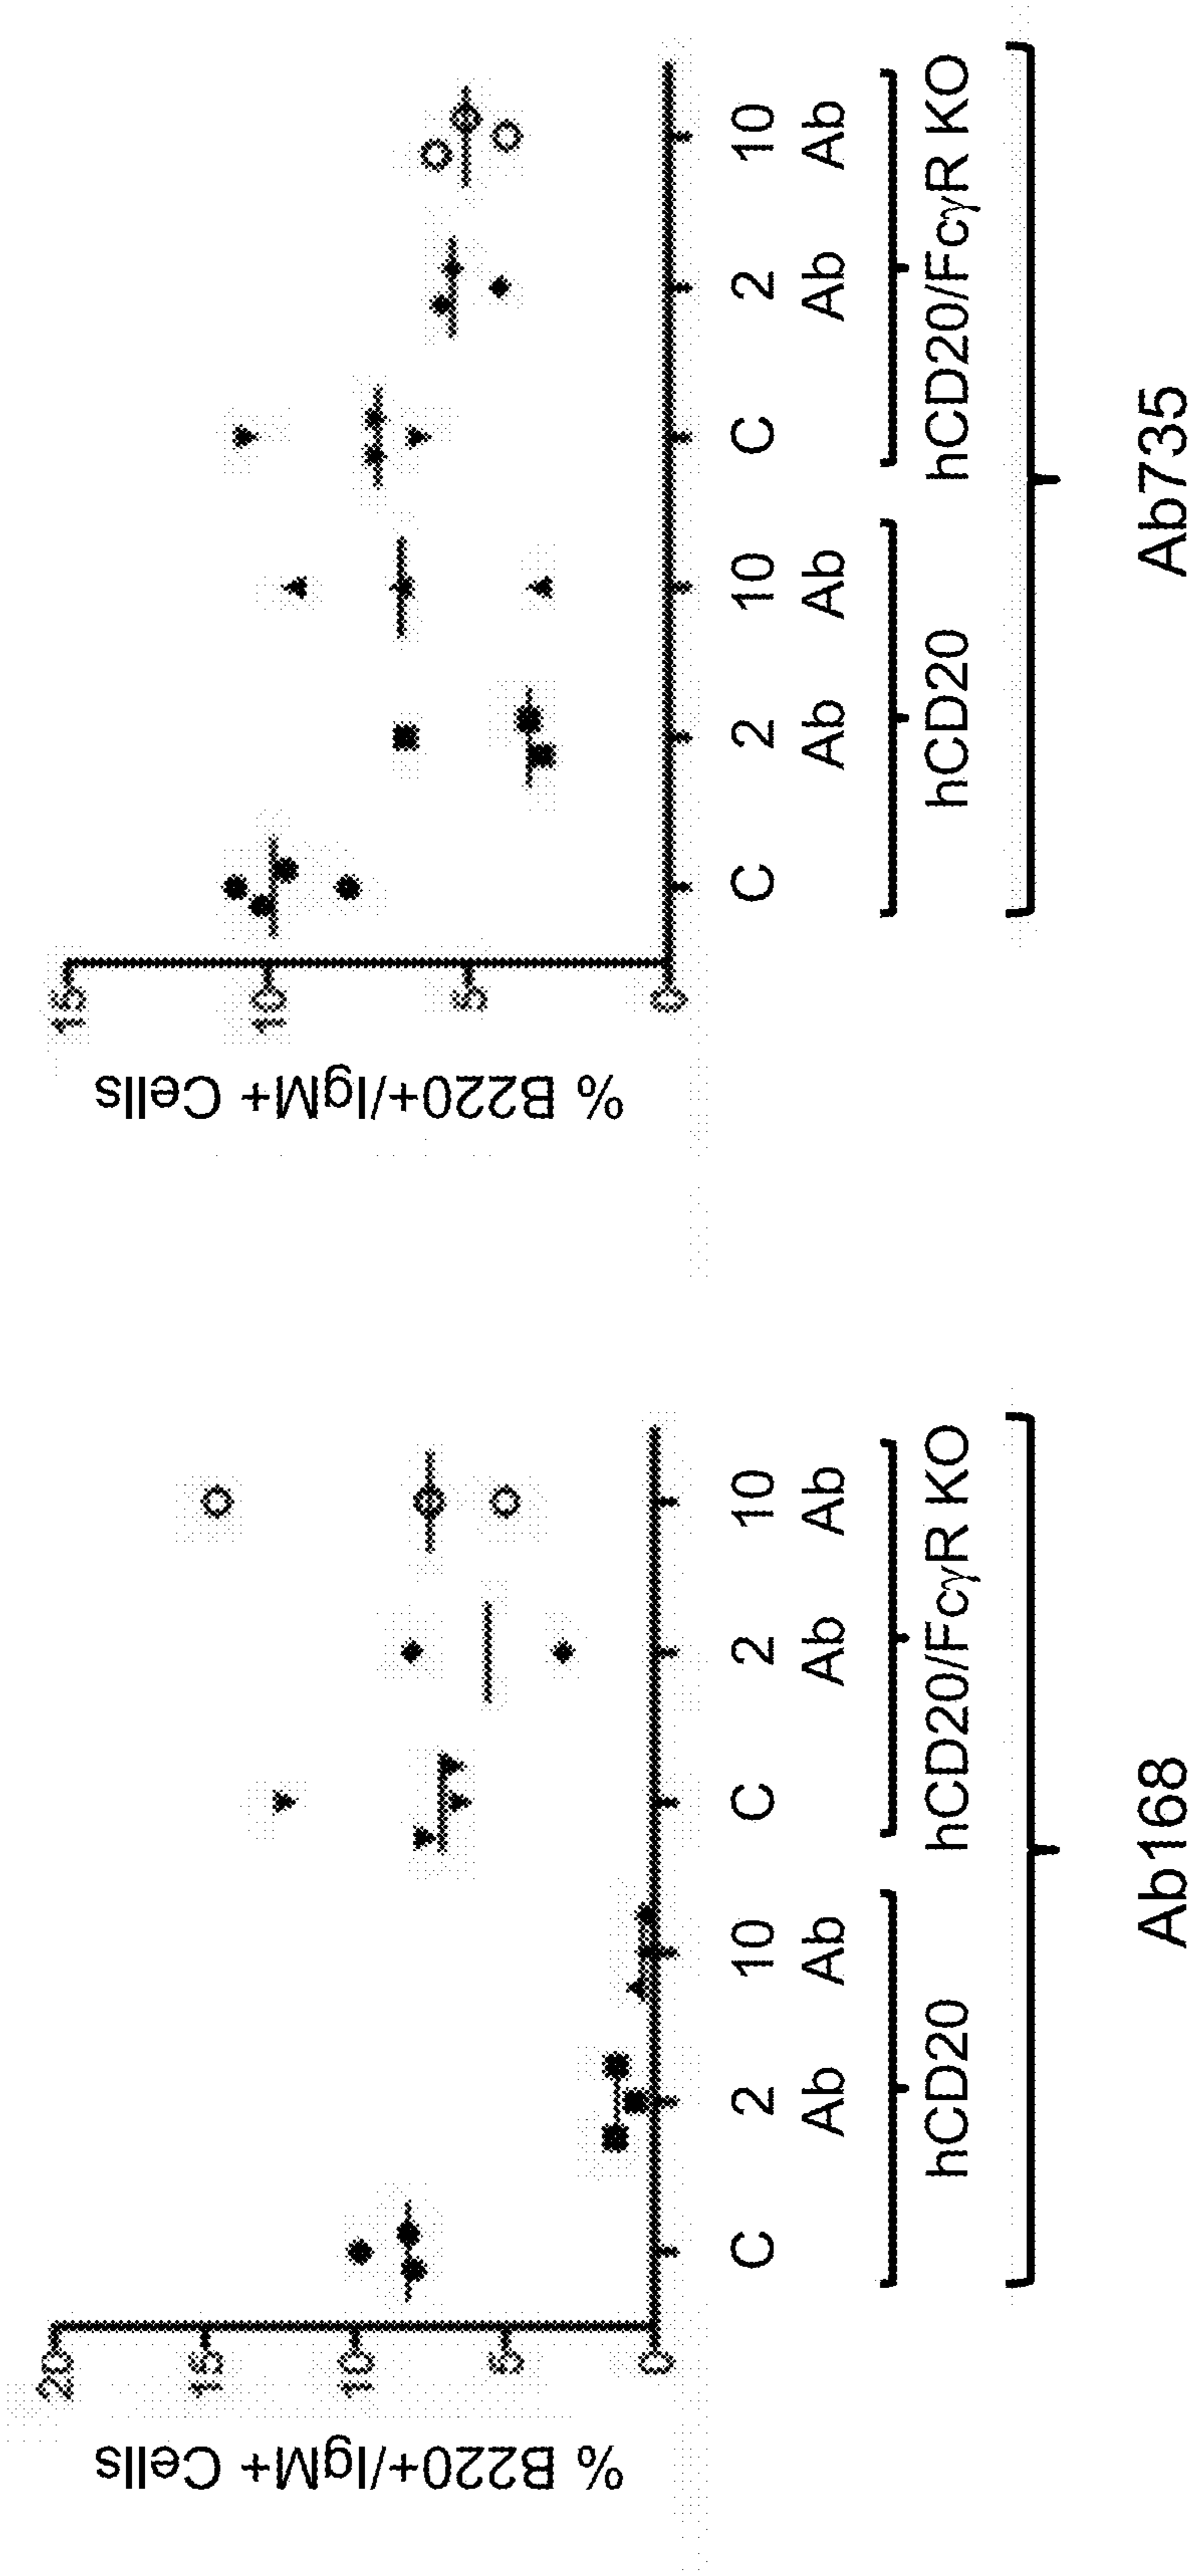 % B220+/IgM+ Cells
20
15
10
5
0
C 2 10 C 2 10
Ab Ab Ab Ab
hCD20 hCD20/FcγR KO
Ab168
% B220+/IgM+ Cells
15
10
5
0
C 2 10 C 2 10
Ab Ab Ab Ab
hCD20 hCD20/FcγR KO
Ab735